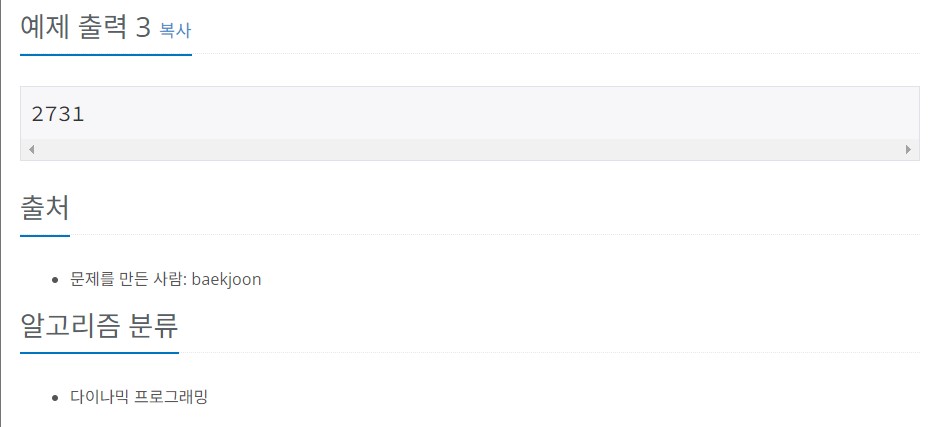 예제 출력 3 복사
2731
출처
문제를 만든 사람: baekjoon
알고리즘 분류
다이나믹 프로그래밍